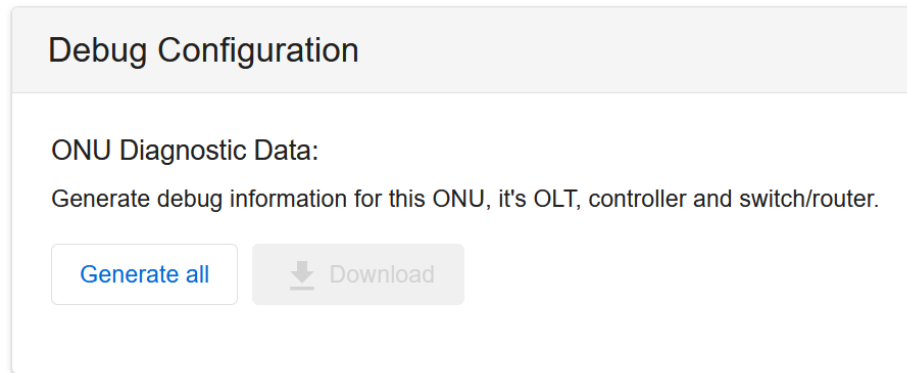 Debug Configuration
ONU Diagnostic Data:
Generate debug information for this ONU, it's OLT, controller and switch/router.
Generate all
Download